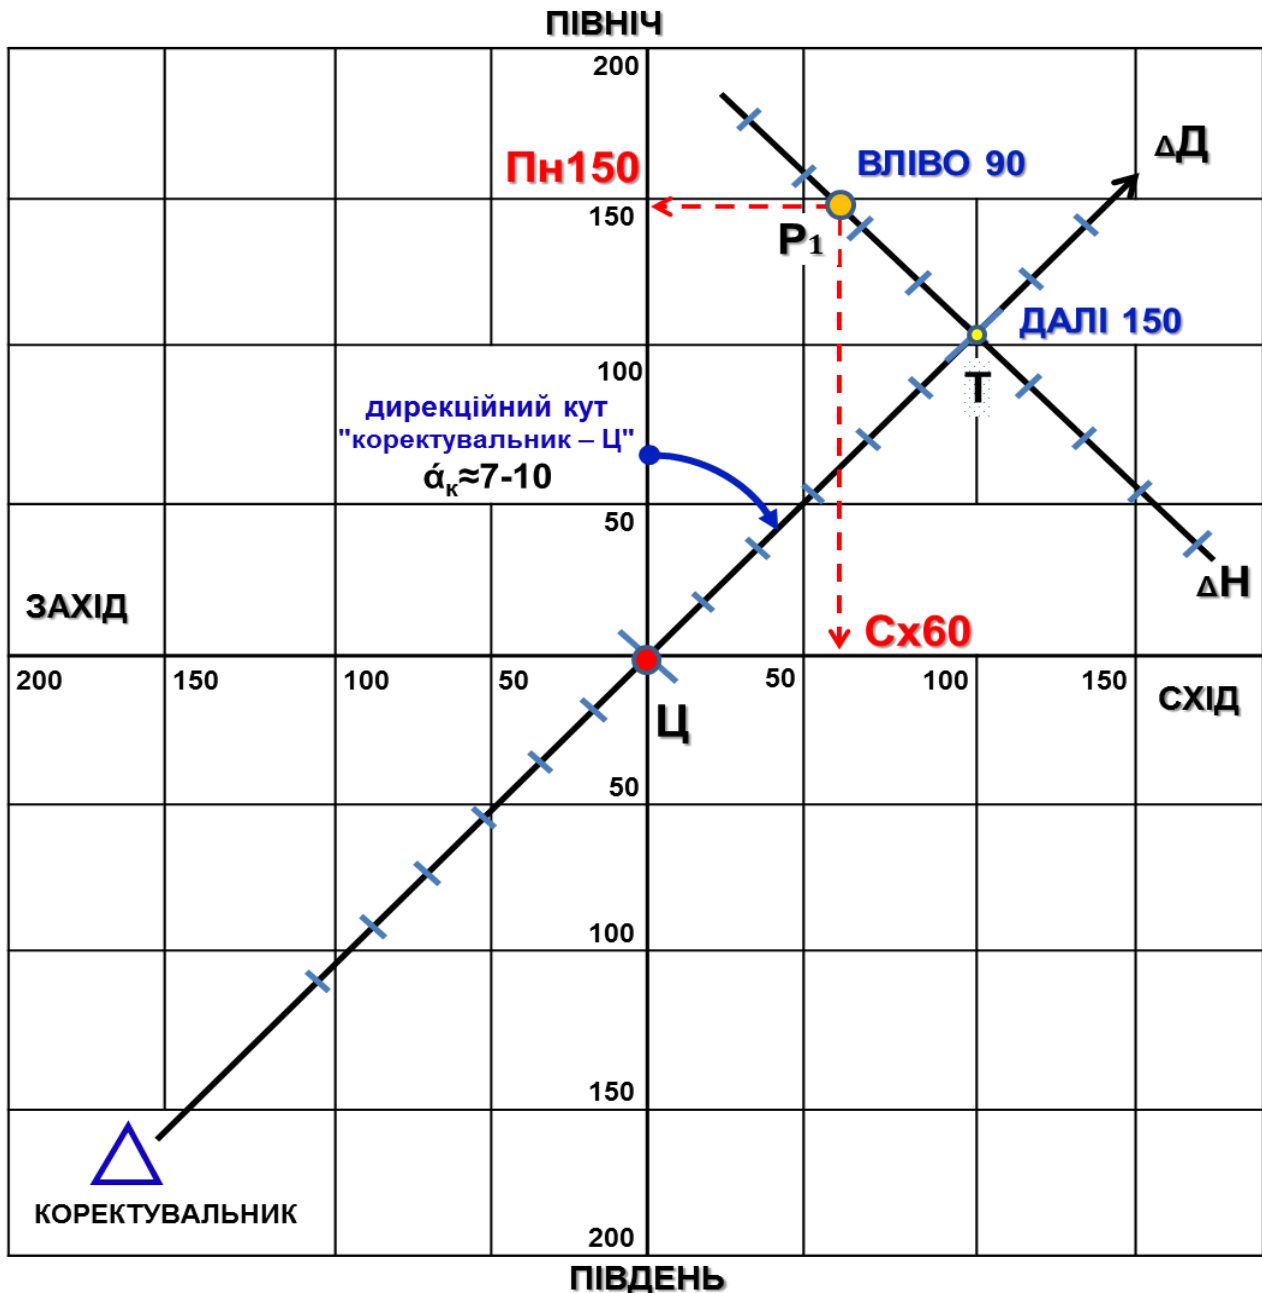 ПІВНІЧ
200
ΔД
ВЛІВО 90
Пн150
150
Р₁
ДАЛІ 150
100
Т
дирекційний кут
"коректувальник – Ц"
ά𝗄≈7-10
50
ΔН
ЗАХІД
Сх60
200
150
100
50
50
100
150
СХІД
Ц
50
100
150
КОРЕКТУВАЛЬНИК
200
ПІВДЕНЬ